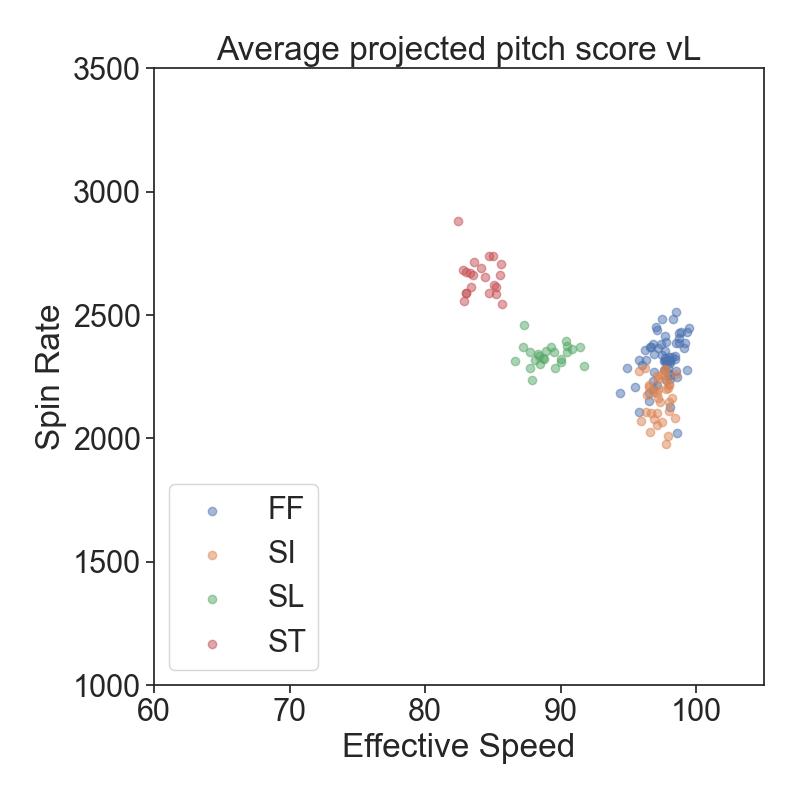 Average projected pitch score vL
3500
3000
2500
2000
1500
1000
Spin Rate
FF
SI
SL
ST
60 70 80 90 100
Effective Speed